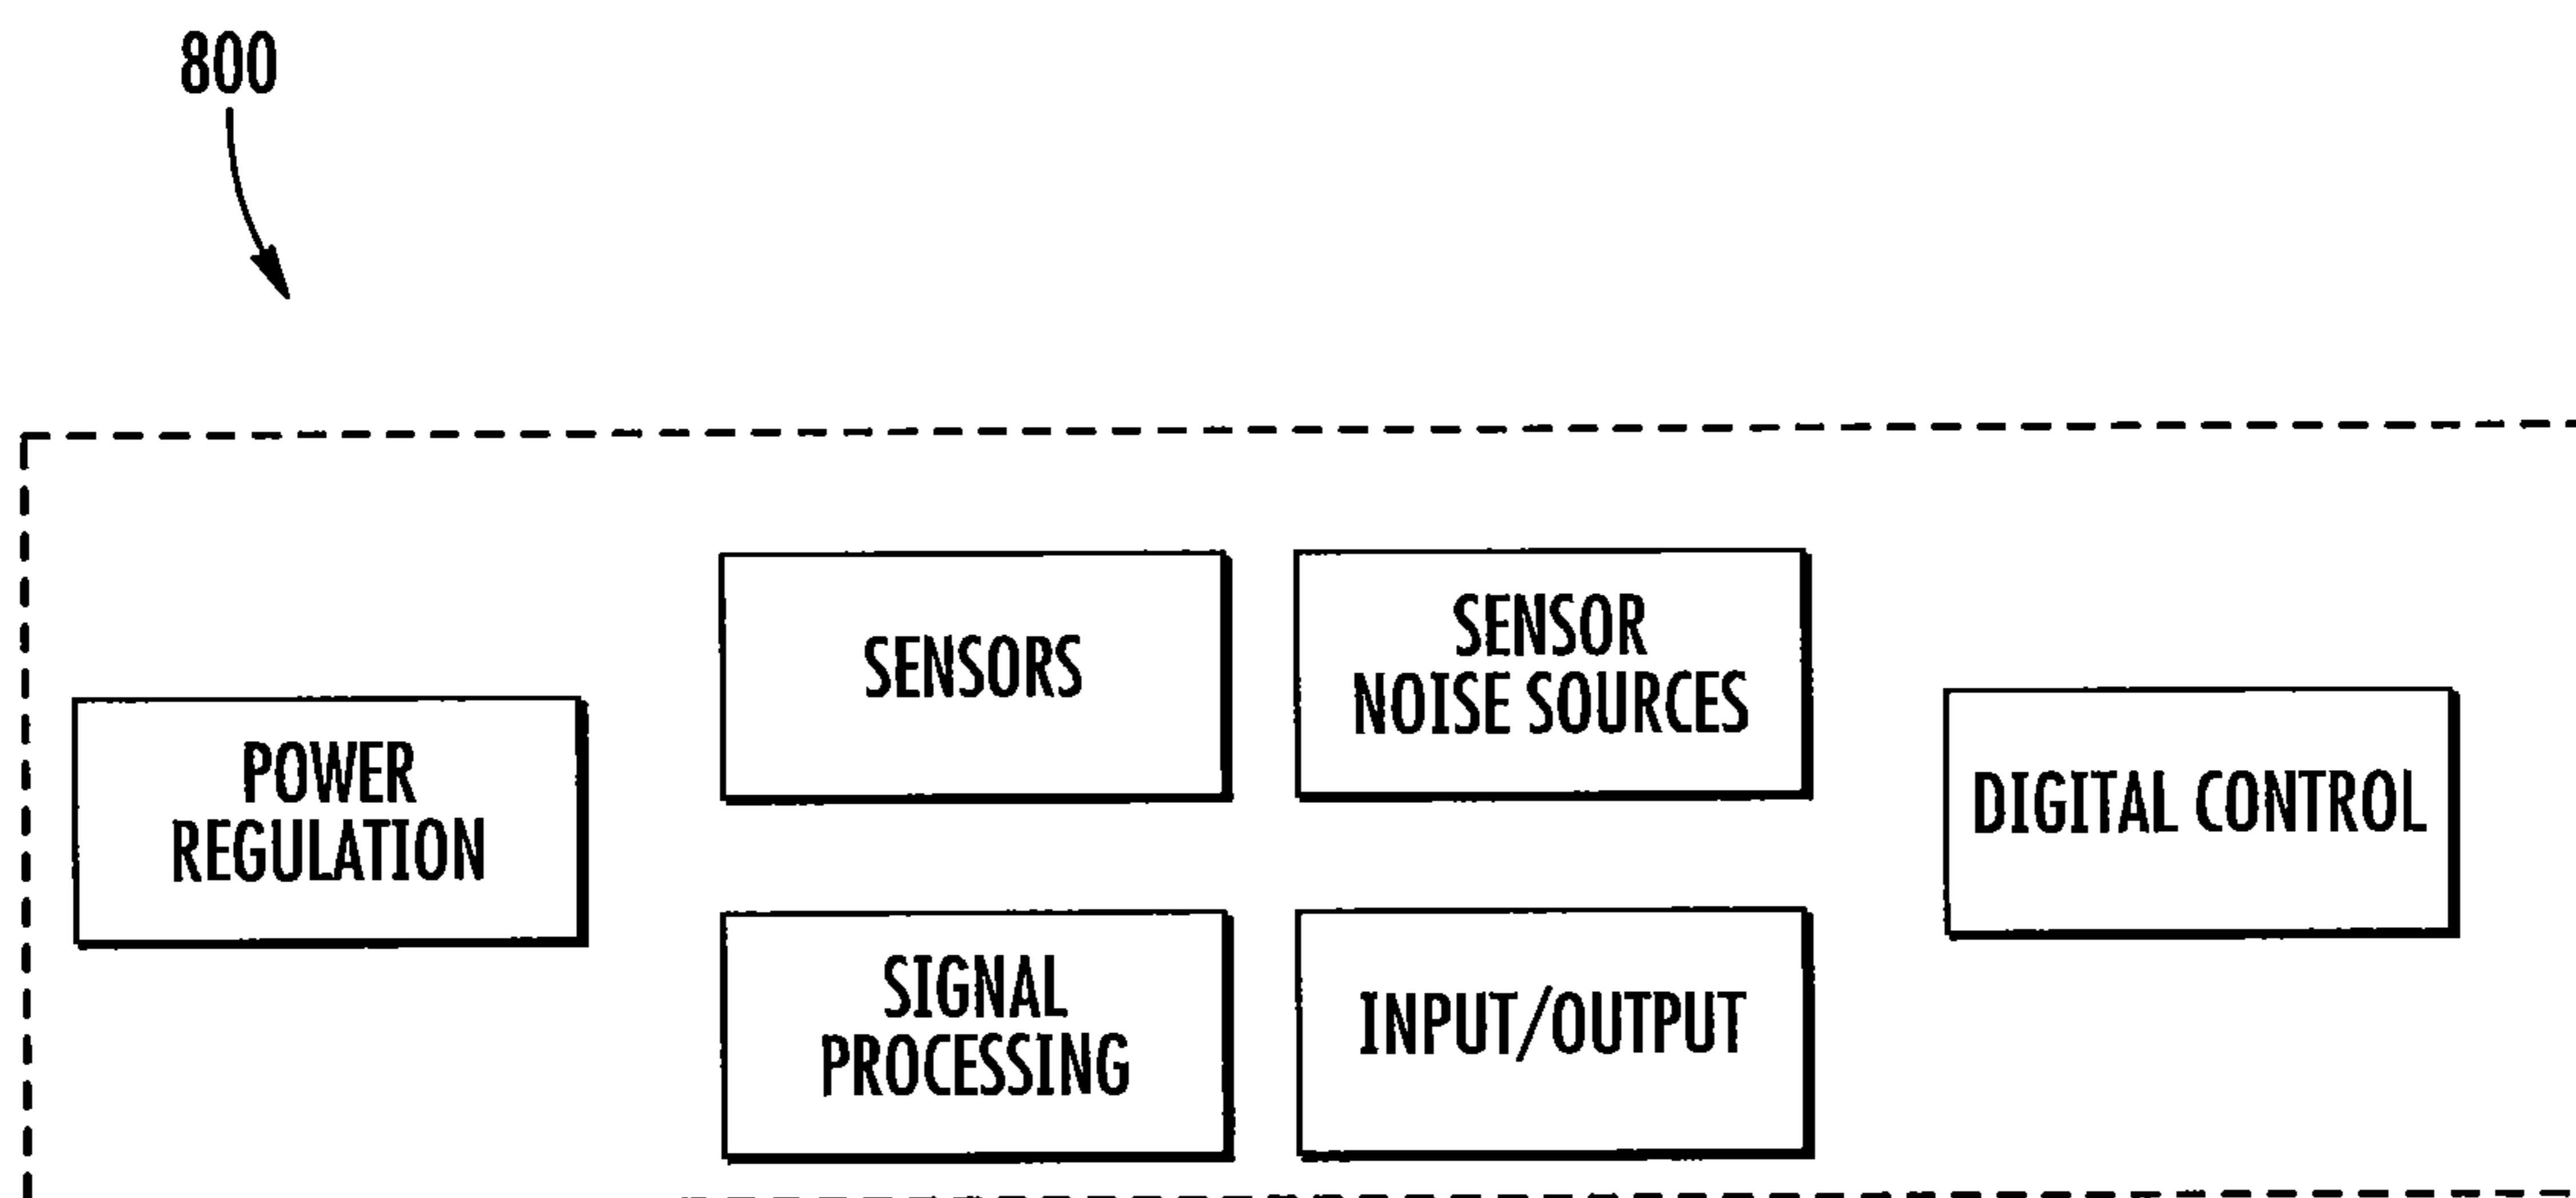 800
POWER
REGULATION
SENSORS
SENSOR
NOISE SOURCES
SIGNAL
PROCESSING
INPUT/OUTPUT
DIGITAL CONTROL